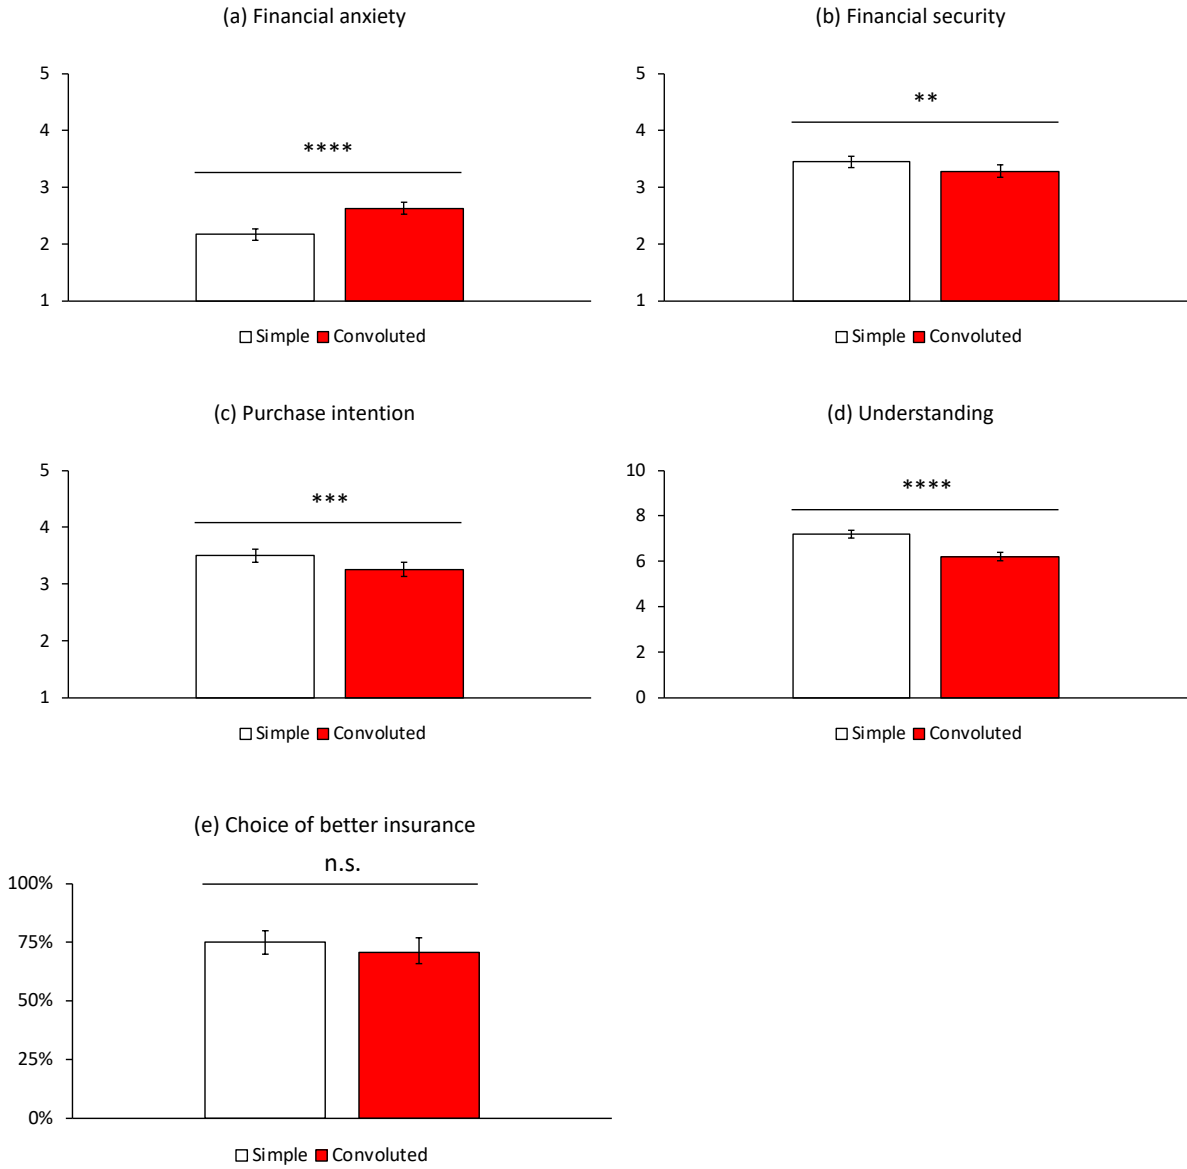 (a) Financial anxiety
5
4
3
2
1
****
Simple Convoluted
(b) Financial security
5
4
3
2
1
**
Simple Convoluted
(c) Purchase intention
5
4
3
2
1
***
Simple Convoluted
(d) Understanding
10
8
6
4
2
0
****
Simple Convoluted
(e) Choice of better insurance
n.s.
100%
75%
50%
25%
0%
Simple Convoluted